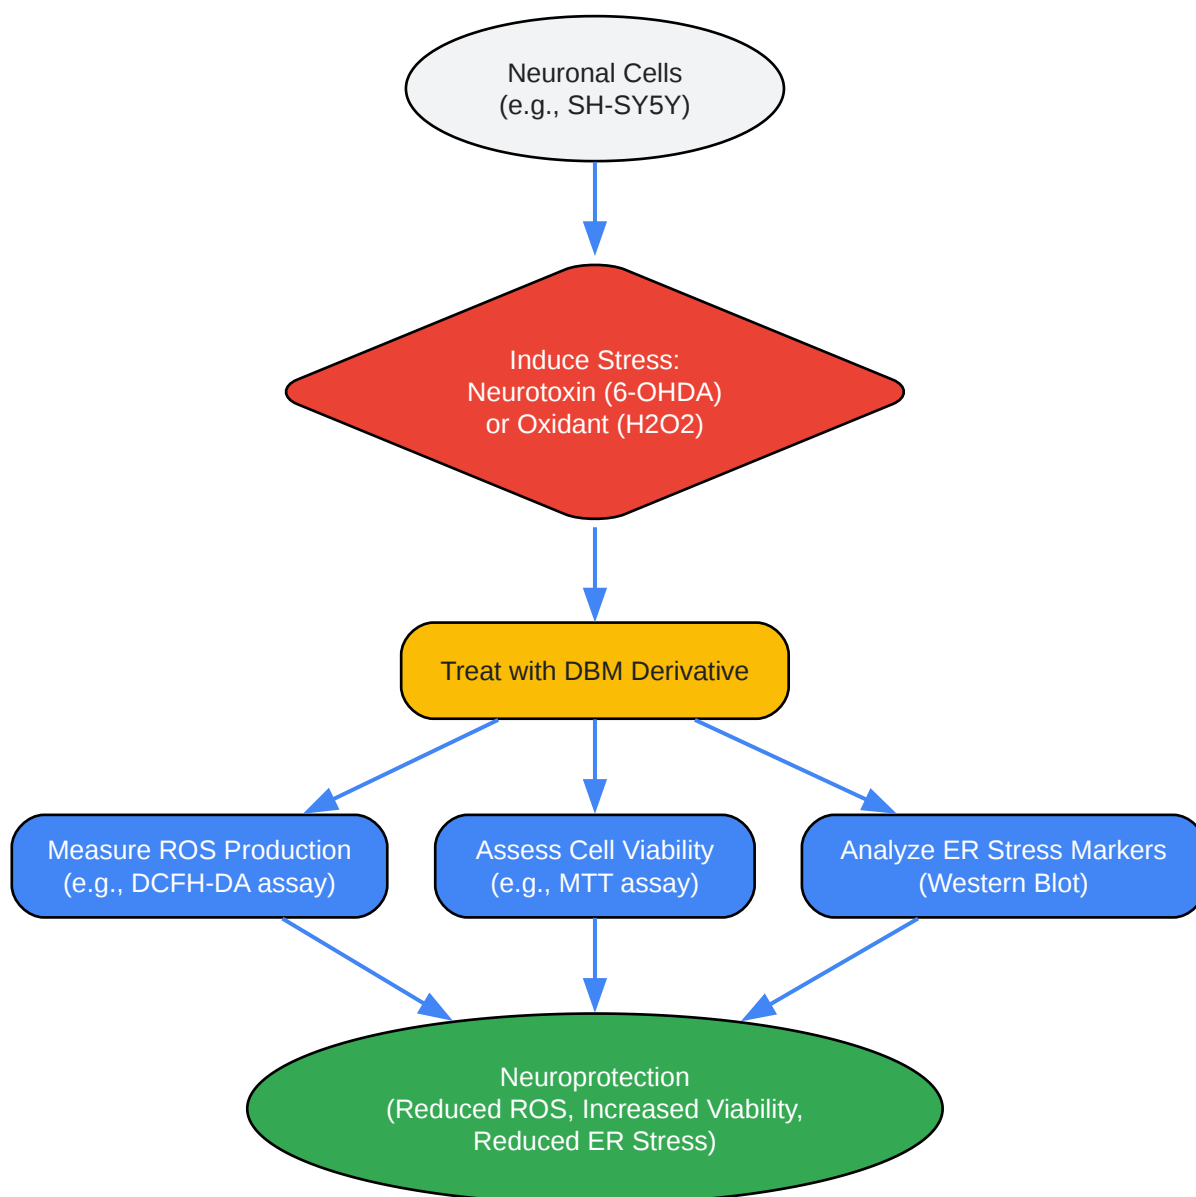 Neuronal Cells
(e.g., SH-SY5Y)
Induce Stress:
Neurotoxin (6-OHDA)
or Oxidant (H2O2)
Treat with DBM Derivative
Measure ROS Production
(e.g., DCFH-DA assay)
Assess Cell Viability
(e.g., MTT assay)
Analyze ER Stress Markers
(Western Blot)
Neuroprotection
(Reduced ROS, Increased Viability,
Reduced ER Stress)